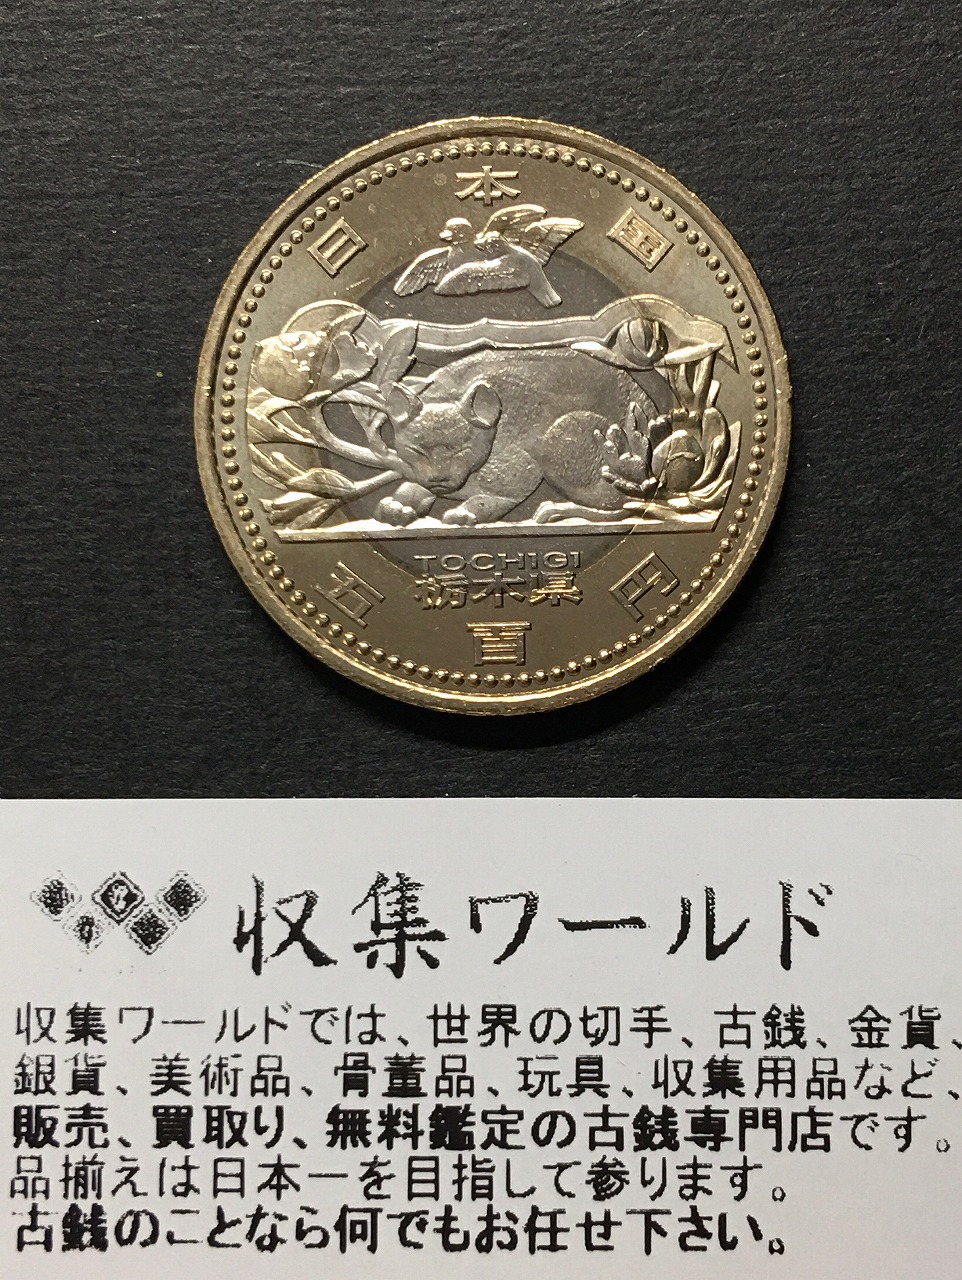 日本国
TOCHIGI
栃木県
五百円
収集ワールド
収集ワールドでは、世界の切手、古銭、金貨、
銀貨、美術品、骨董品、玩具、収集用品など、
販売、買取り、無料鑑定の古銭専門店です。
品揃えは日本一を目指して参ります。
古銭のことなら何でもお任せ下さい。